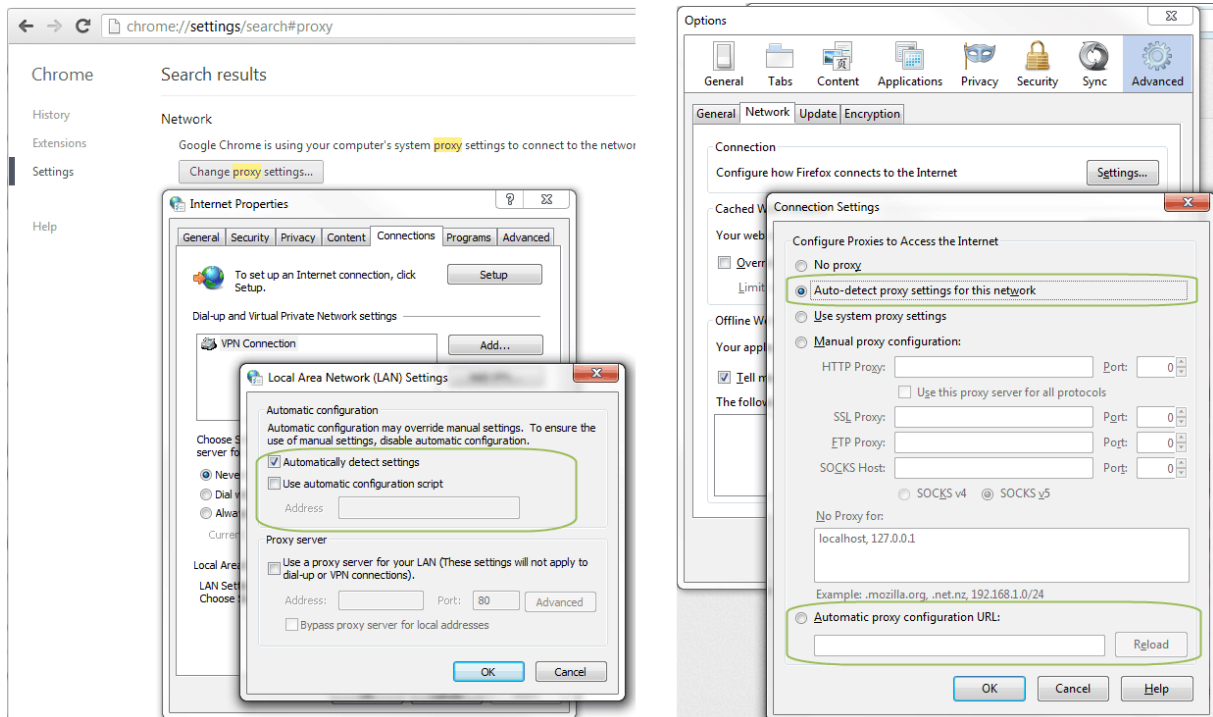 chrome://settings/search#proxy
Chrome
Search results
History
Extensions
Settings
Help
Network
Google Chrome is using your computer's system proxy settings to connect to the networ
Change proxy settings...
Internet Properties
General Security Privacy Content Connections Programs Advanced
To set up an Internet connection, click
Setup.
Setup
Dial-up and Virtual Private Network settings
VPN Connection
Add...
Choose S
server fo
Neve
Dial w
Alwa
Curren
Local Area
LAN Sett
Choose
Local Area Network (LAN) Settings
Automatic configuration
Automatic configuration may override manual settings. To ensure the
use of manual settings, disable automatic configuration.
Automatically detect settings
Use automatic configuration script
Address
Proxy server
Use a proxy server for your LAN (These settings will not apply to
dial-up or VPN connections).
Address: Port: 80 Advanced
Bypass proxy server for local addresses
OK Cancel
Options
General Tabs Content Applications Privacy Security Sync Advanced
General Network Update Encryption
Connection
Configure how Firefox connects to the Internet
Settings...
Cached W
Your web
Overr
Limit
Offline W
Your appl
Tell m
The follov
Connection Settings
Configure Proxies to Access the Internet
No proxy
Auto-detect proxy settings for this network
Use system proxy settings
Manual proxy configuration:
HTTP Proxy: Port: 0
Use this proxy server for all protocols
SSL Proxy: Port: 0
FTP Proxy: Port: 0
SOCKS Host: Port: 0
SOCKS v4 SOCKS v5
No Proxy for:
localhost, 127.0.0.1
Example: .mozilla.org, .net.nz, 192.168.1.0/24
Automatic proxy configuration URL:
Reload
OK Cancel Help